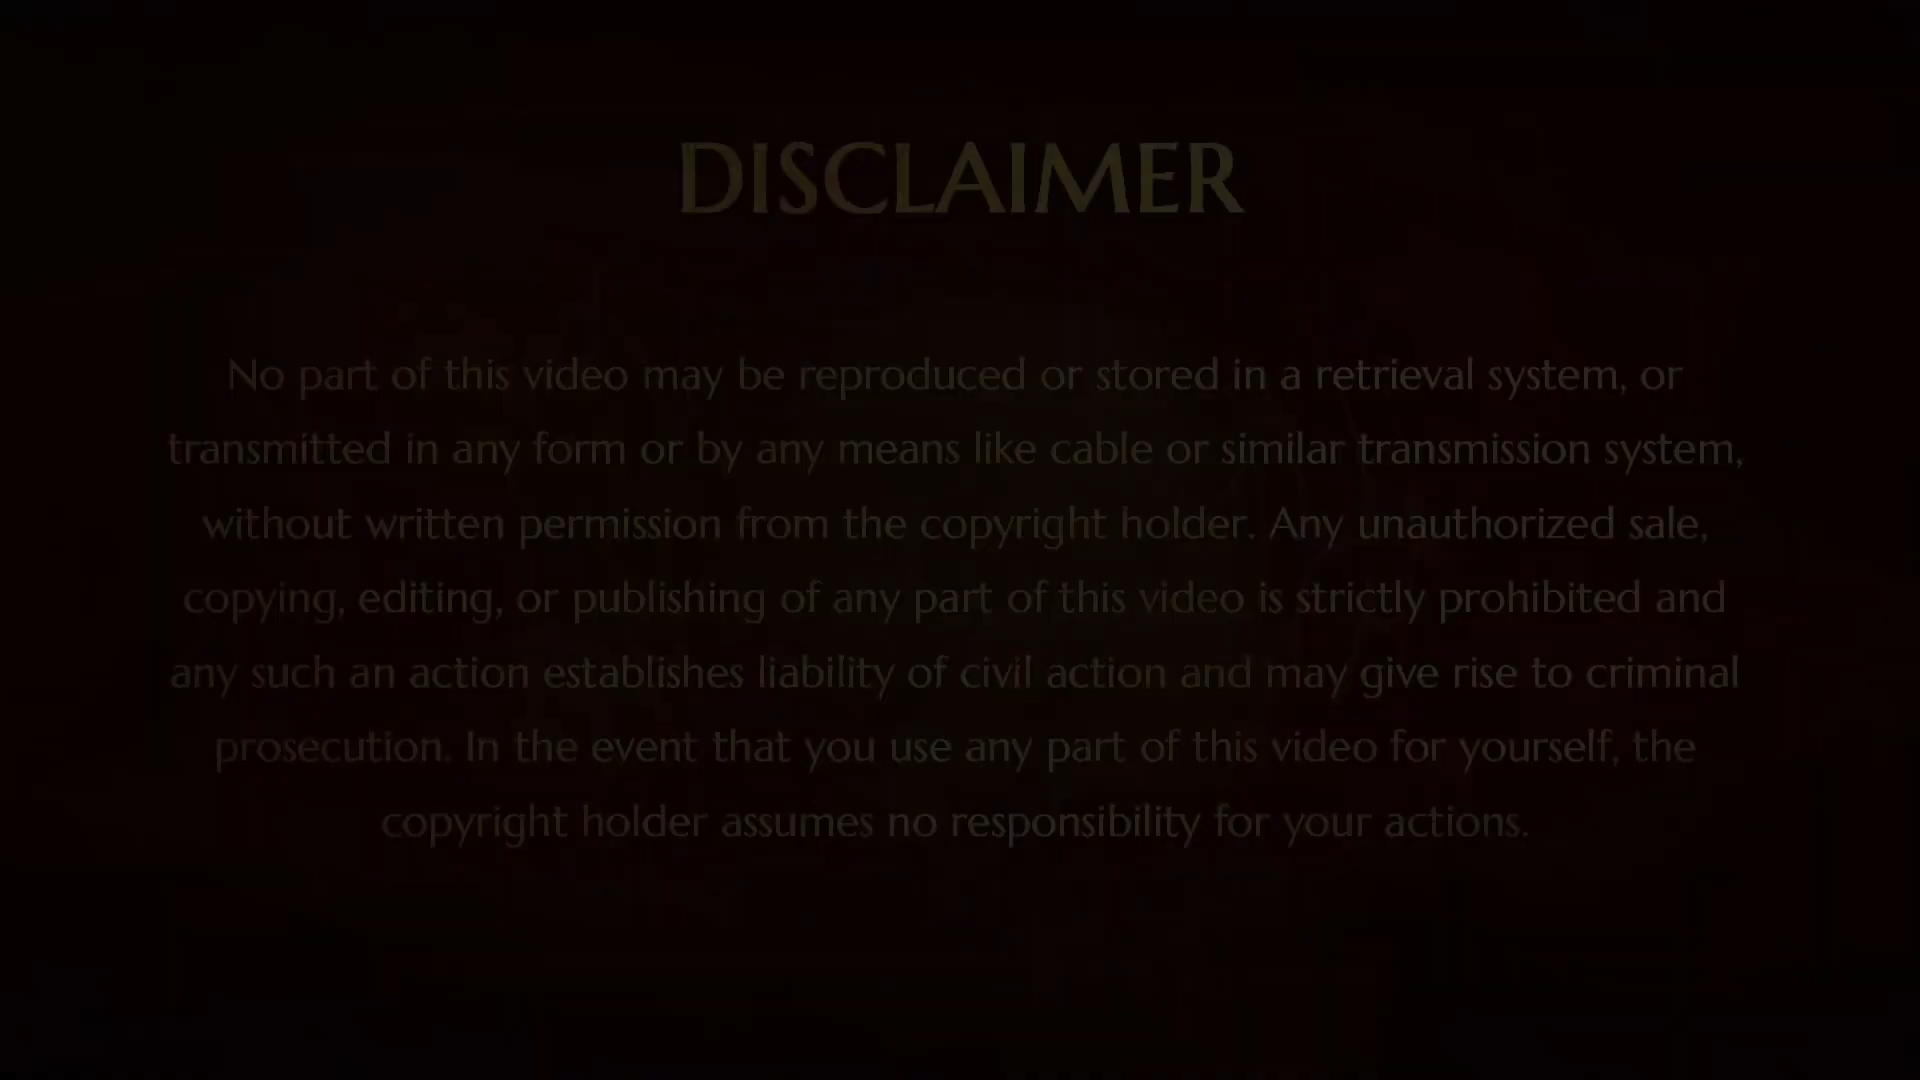 DISCLAIMER
No part of this video may be reproduced or stored in a retrieval system, or
transmitted in any form or by any means like cable or similar transmission system,
without written permission from the copyright holder. Any unauthorized sale,
copying, editing, or publishing of any part of this video is strictly prohibited and
any such an action establishes liability of civil action and may give rise to criminal
prosecution. In the event that you use any part of this video for yourself, the
copyright holder assumes no responsibility for your actions.